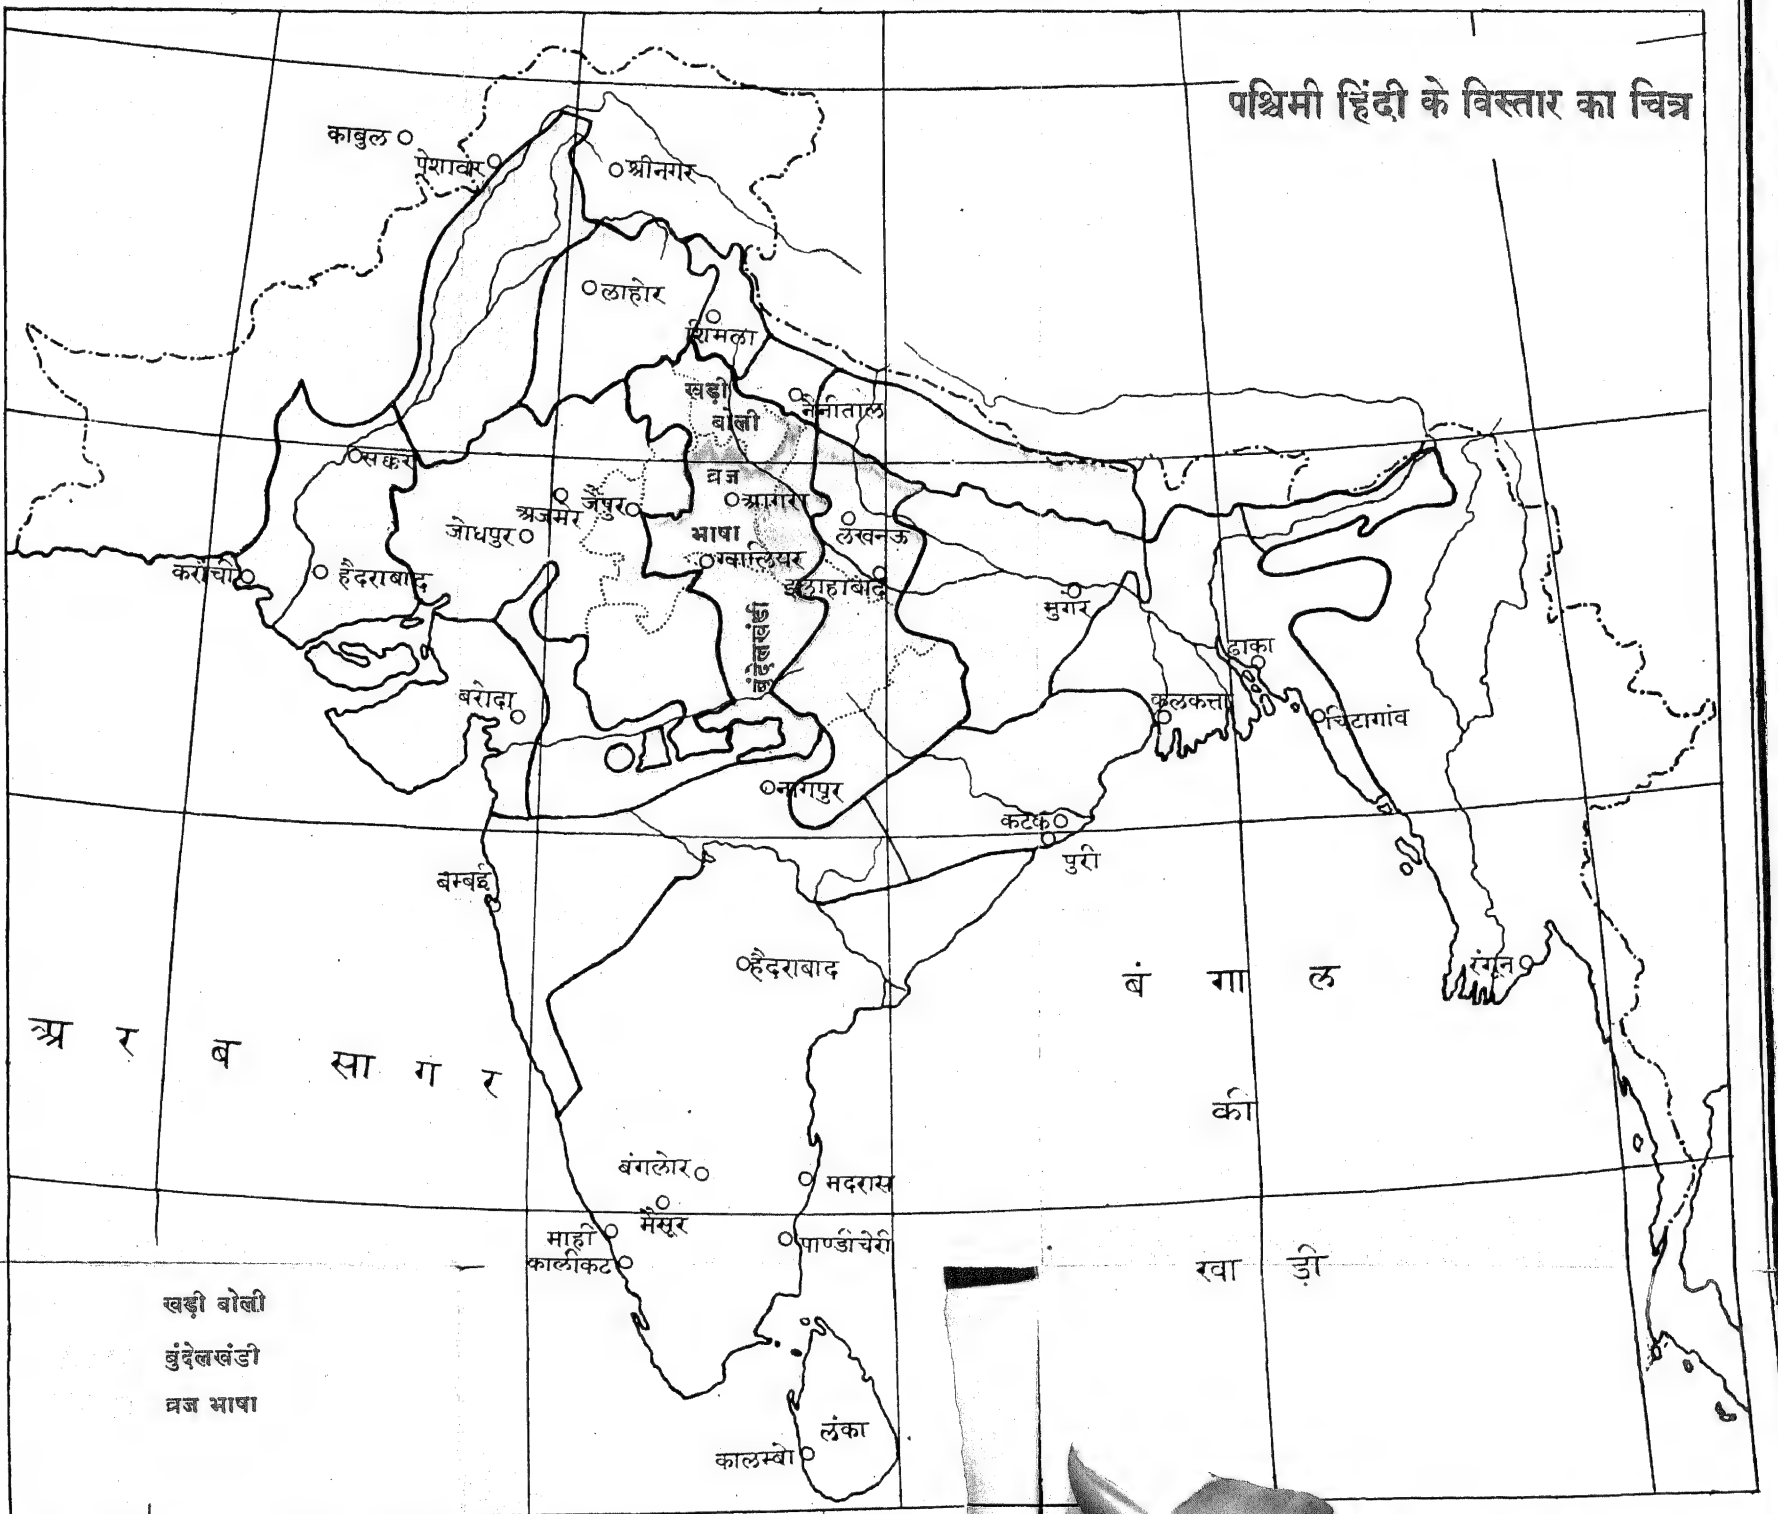 पश्चिमी हिंदी के विस्तार का चित्र
काबुल
पेशावर
श्रीनगर
लाहोर
शिमला
खड़ी
बोली
नैनीताल
सक्कर
ब्रज
आगरा
अजमेर
जैपुर
जोधपुर
भाषा
लखनऊ
ग्वालियर
करांची
हैदराबाद
इलाहाबाद
मुंगेर
बुंदेलखंडी
ढाका
बरोदा
कलकत्ता
चिटागांव
नागपुर
कटक
पुरी
बम्बई
हैदराबाद
रंगून
बं गा ल
अ र ब सा गर
की
बंगलोर
मदरास
मैसूर
माही
पाण्डीचेरी
कालीकट
खा ड़ी
खड़ी बोली
बुंदेलखंडी
ब्रज भाषा
लंका
कालम्बो